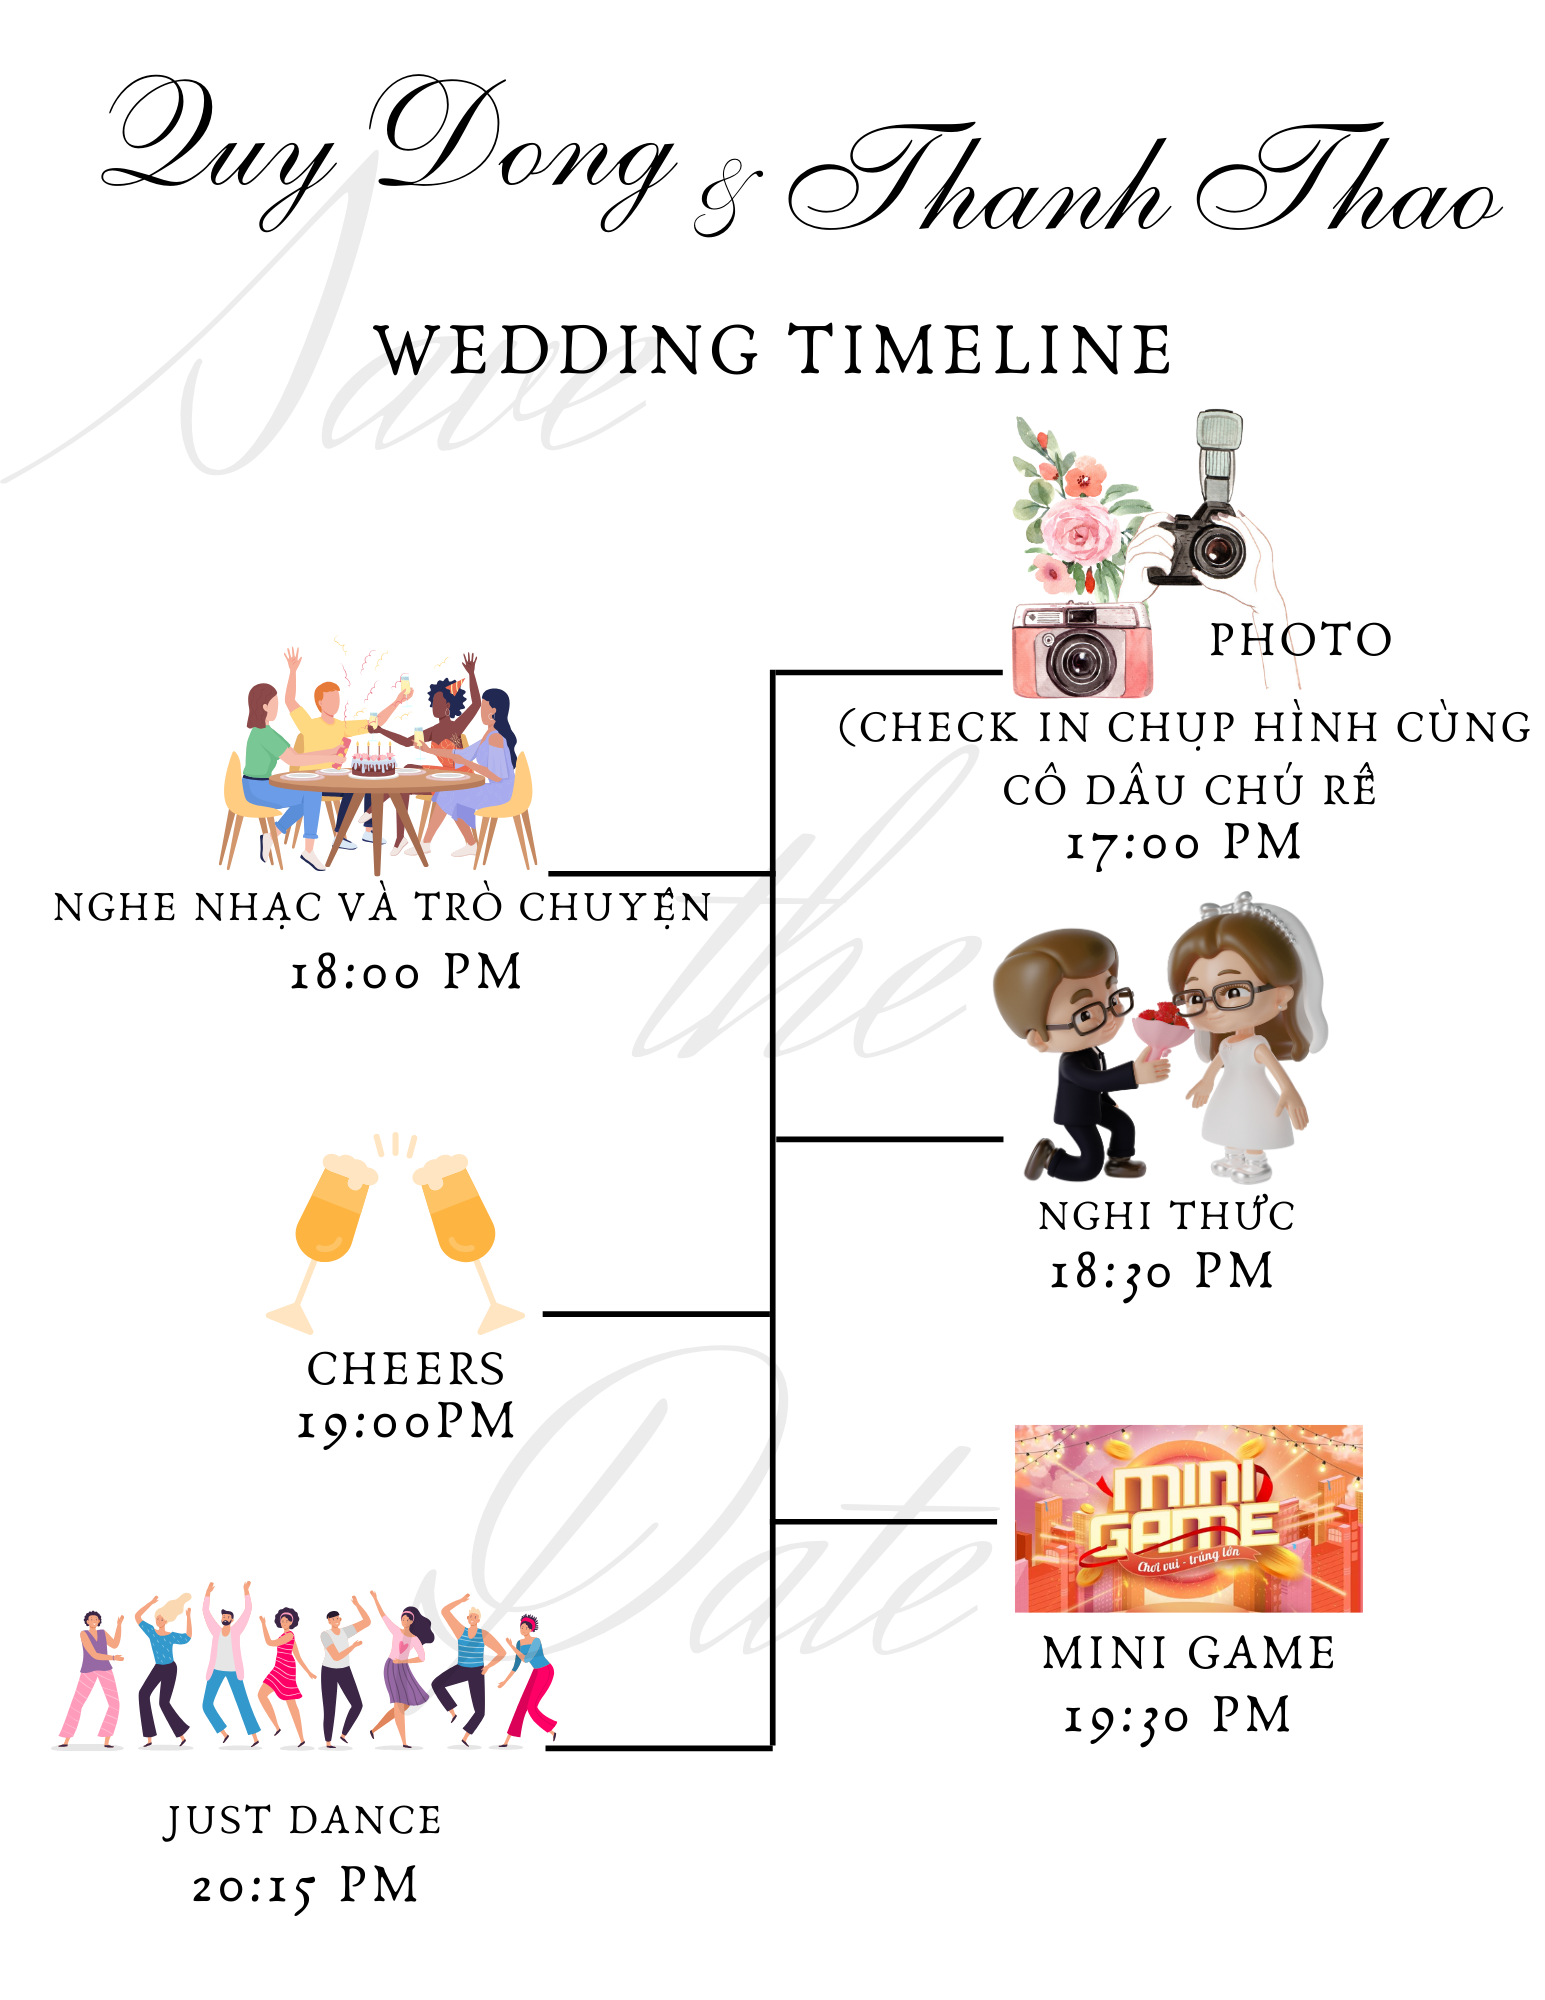 Quy Dong & Thanh Thao
Save
WEDDING TIMELINE
PHOTO
(CHECK IN CHỤP HÌNH CÙNG
CÔ DÂU CHÚ RỂ
17:00 PM
the
NGHE NHẠC VÀ TRÒ CHUYỆN
18:00 PM
NGHI THỨC
18:30 PM
CHEERS
19:00PM
Date
MINI
GAME
Chơi vui - trúng lớn
MINI GAME
19:30 PM
JUST DANCE
20:15 PM